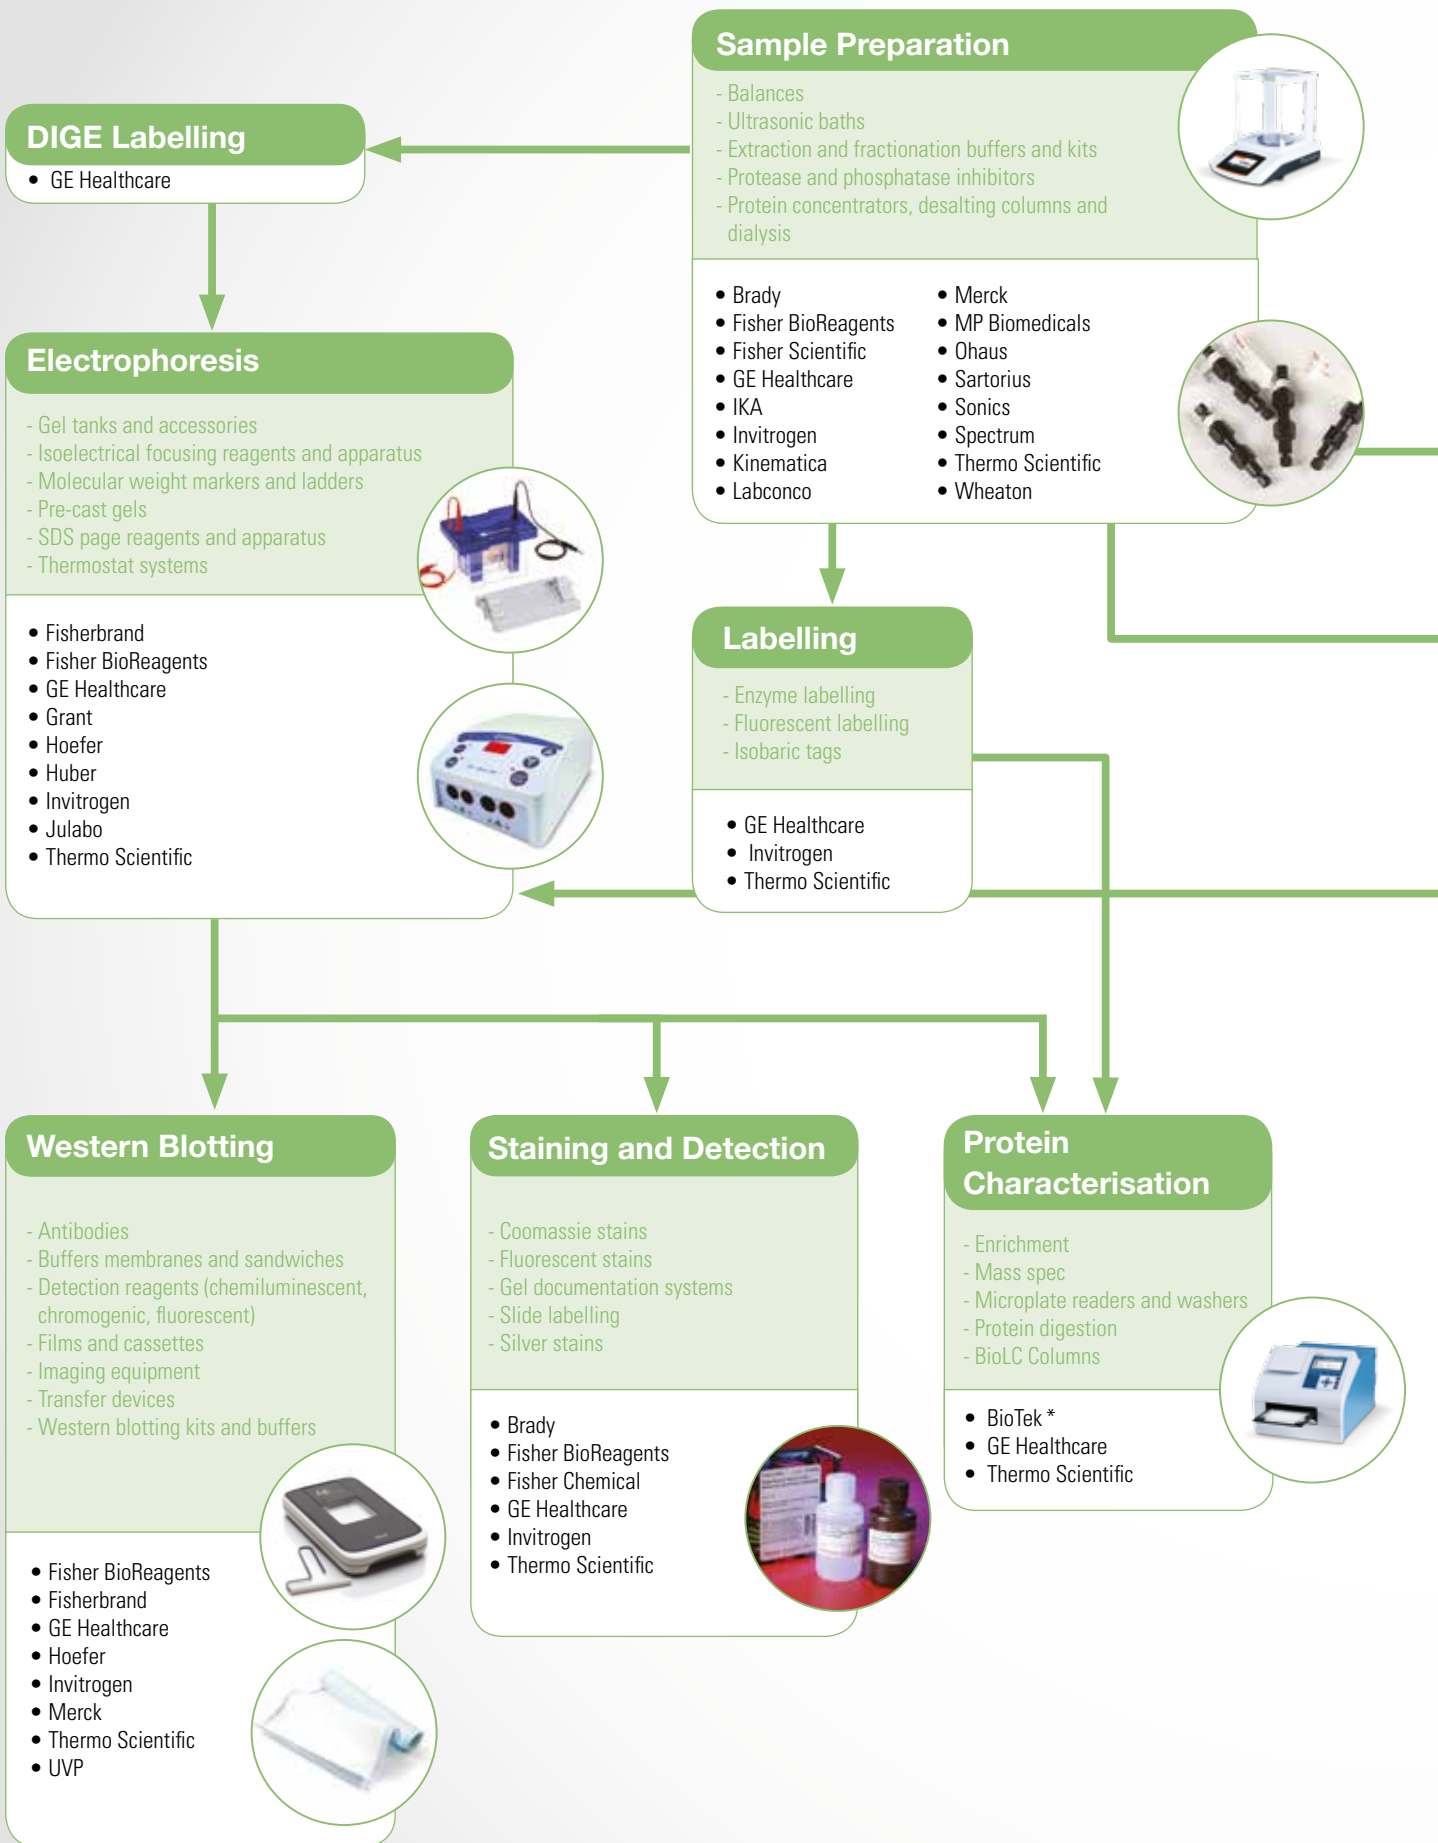 Sample Preparation
- Balances
- Ultrasonic baths
- Extraction and fractionation buffers and kits
- Protease and phosphatase inhibitors
- Protein concentrators, desalting columns and
dialysis
• Brady
• Fisher BioReagents
• Fisher Scientific
• GE Healthcare
• IKA
• Invitrogen
• Kinematica
• Labconco
• Merck
• MP Biomedicals
• Ohaus
• Sartorius
• Sonics
• Spectrum
• Thermo Scientific
• Wheaton
DIGE Labelling
• GE Healthcare
Electrophoresis
- Gel tanks and accessories
- Isoelectrical focusing reagents and apparatus
- Molecular weight markers and ladders
- Pre-cast gels
- SDS page reagents and apparatus
- Thermostat systems
• Fisherbrand
• Fisher BioReagents
• GE Healthcare
• Grant
• Hoefer
• Huber
• Invitrogen
• Julabo
• Thermo Scientific
Labelling
- Enzyme labelling
- Fluorescent labelling
- Isobaric tags
• GE Healthcare
• Invitrogen
• Thermo Scientific
Western Blotting
- Antibodies
- Buffers membranes and sandwiches
- Detection reagents (chemiluminescent,
chromogenic, fluorescent)
- Films and cassettes
- Imaging equipment
- Transfer devices
- Western blotting kits and buffers
• Fisher BioReagents
• Fisherbrand
• GE Healthcare
• Hoefer
• Invitrogen
• Merck
• Thermo Scientific
• UVP
Staining and Detection
- Coomassie stains
- Fluorescent stains
- Gel documentation systems
- Slide labelling
- Silver stains
• Brady
• Fisher BioReagents
• Fisher Chemical
• GE Healthcare
• Invitrogen
• Thermo Scientific
Protein
Characterisation
- Enrichment
- Mass spec
- Microplate readers and washers
- Protein digestion
- BioLC Columns
• BioTek *
• GE Healthcare
• Thermo Scientific